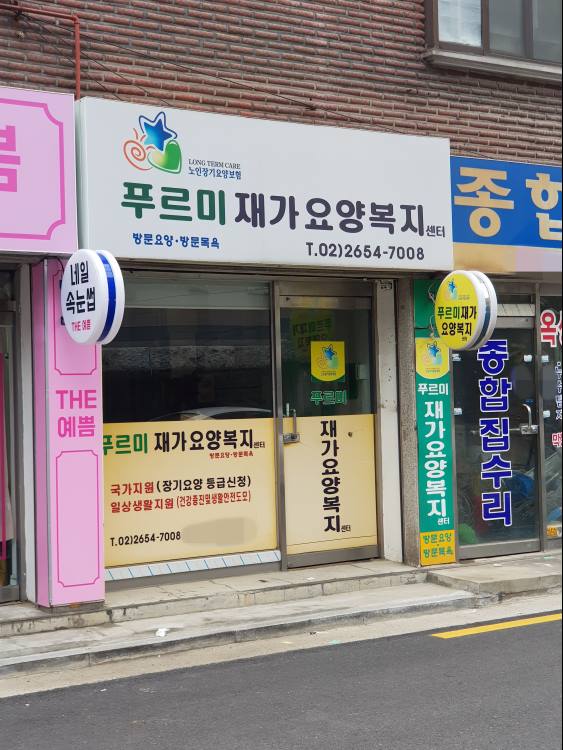 LONG TERM CARE
노인장기요양보험
푸르미 재가요양복지센터
방문요양·방문목욕
T.02)2654-7008
종합
네일
속눈썹
THE 예쁨
THE
예쁨
푸르미재가
요양복지
센터
푸르미
재가요양복지센터
푸르미 재가요양복지센터
방문요양·방문목욕
국가지원 (장기요양 등급신청)
일상생활지원 (건강증진및생활안전도모)
T.02)2654-7008
푸르미
재가요양복지센터
방문요양
방문목욕
종합집수리